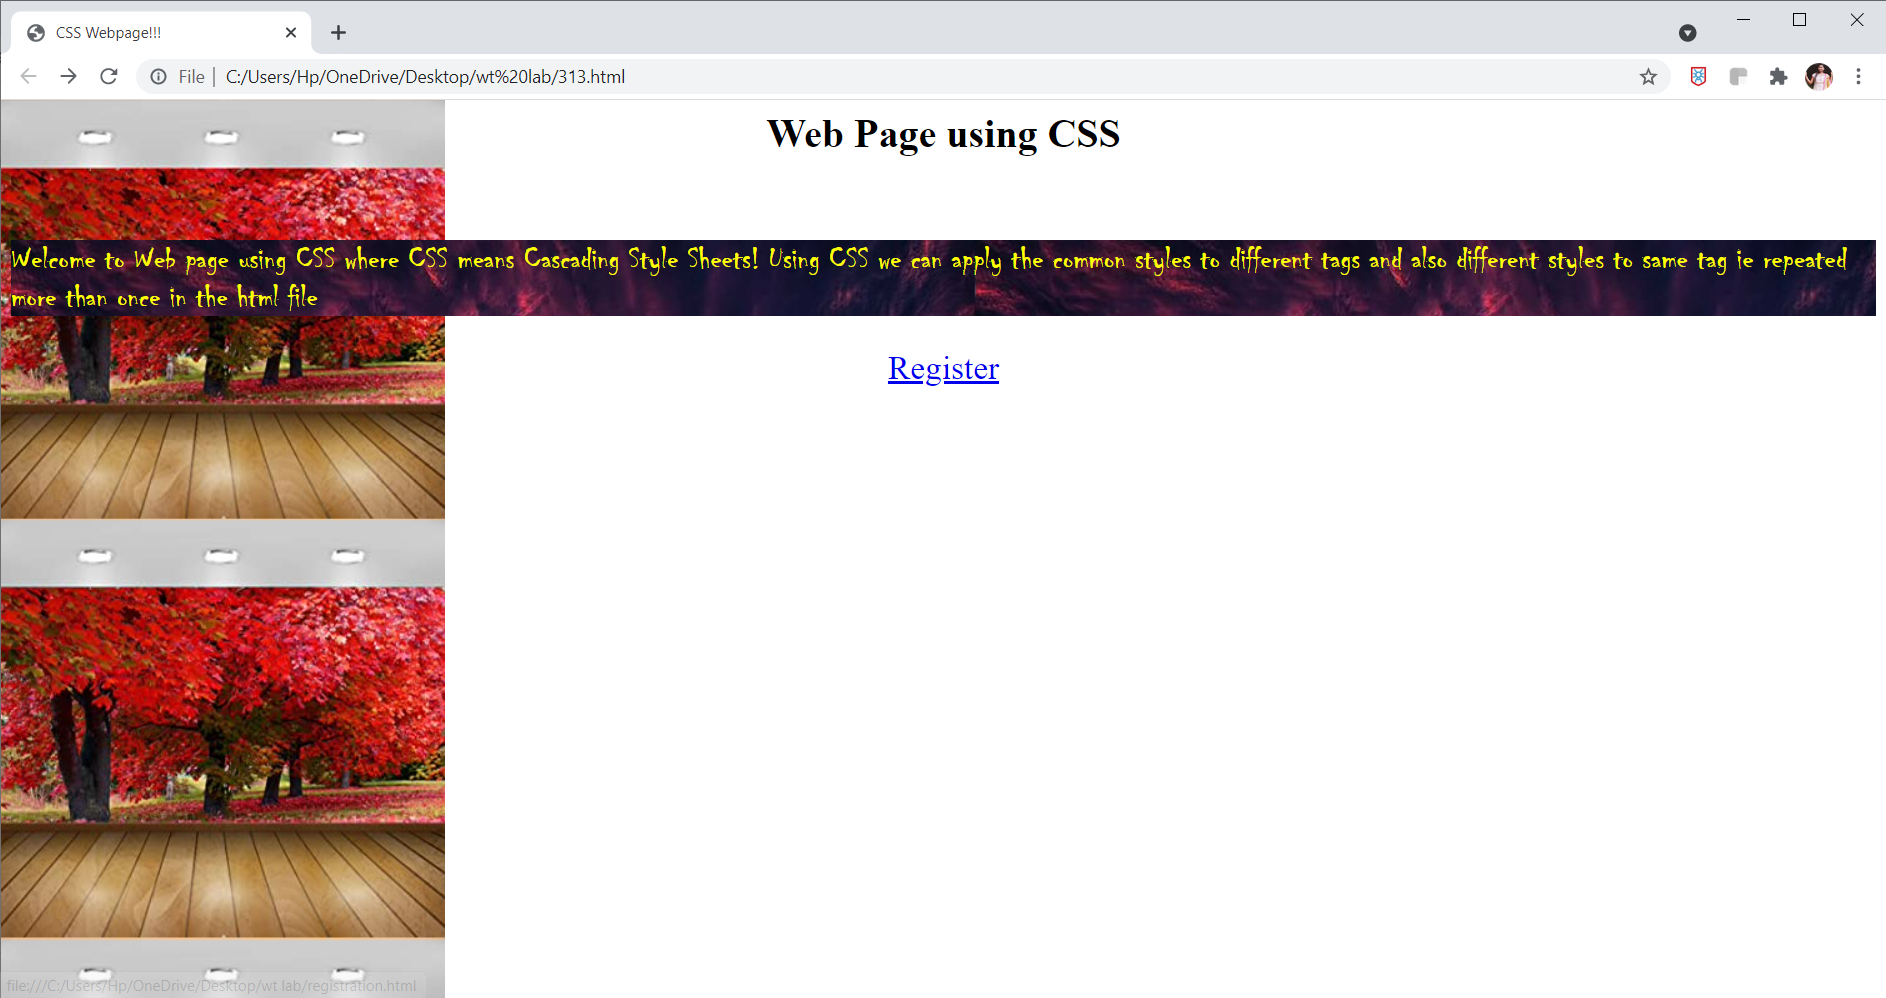 CSS Webpage!!!
File | C:/Users/Hp/OneDrive/Desktop/wt%20lab/313.html
Web Page using CSS
Welcome to Web page using CSS where CSS means Cascading Style Sheets! Using CSS we can apply the common styles to different tags and also different styles to same tag ie repeated
more than once in the html file
Register
file:///C:/Users/Hp/OneDrive/Desktop/wt lab/registration.html